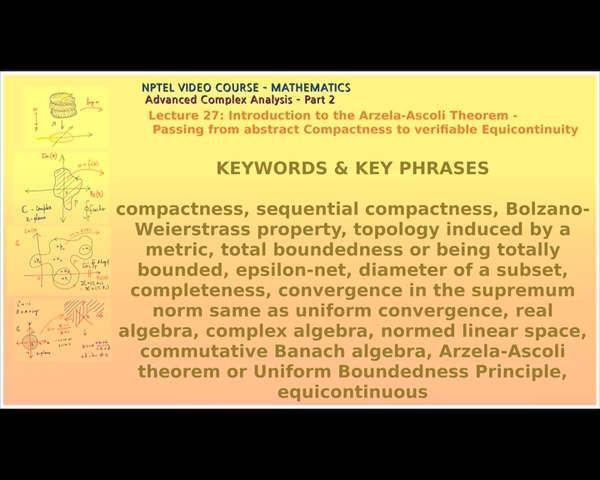 NPTEL VIDEO COURSE - MATHEMATICS
Advanced Complex Analysis - Part 2
Lecture 27: Introduction to the Arzela-Ascoli Theorem -
Passing from abstract Compactness to verifiable Equicontinuity
KEYWORDS & KEY PHRASES
compactness, sequential compactness, Bolzano-
Weierstrass property, topology induced by a
metric, total boundedness or being totally
bounded, epsilon-net, diameter of a subset,
completeness, convergence in the supremum
norm same as uniform convergence, real
algebra, complex algebra, normed linear space,
commutative Banach algebra, Arzela-Ascoli
theorem or Uniform Boundedness Principle,
equicontinuous